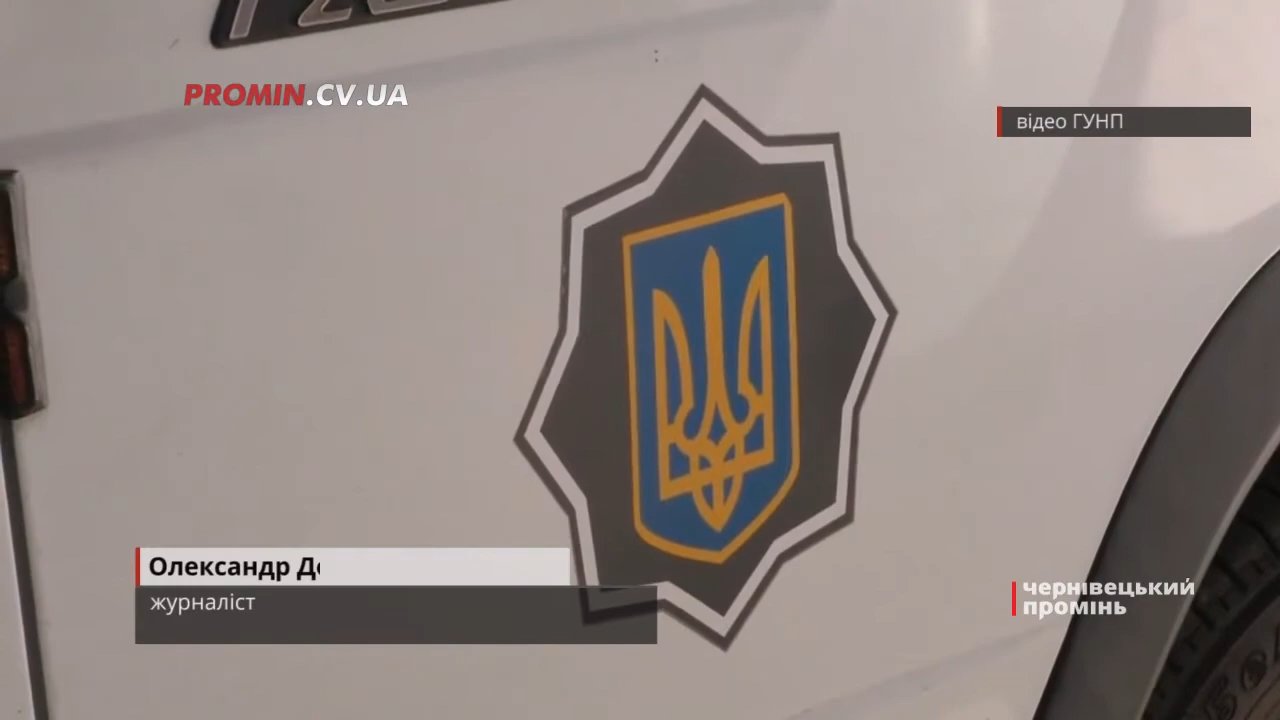 PROMIN.CV.UA
відео ГУНП
Олександр
журналіст
чернівецький
промінь